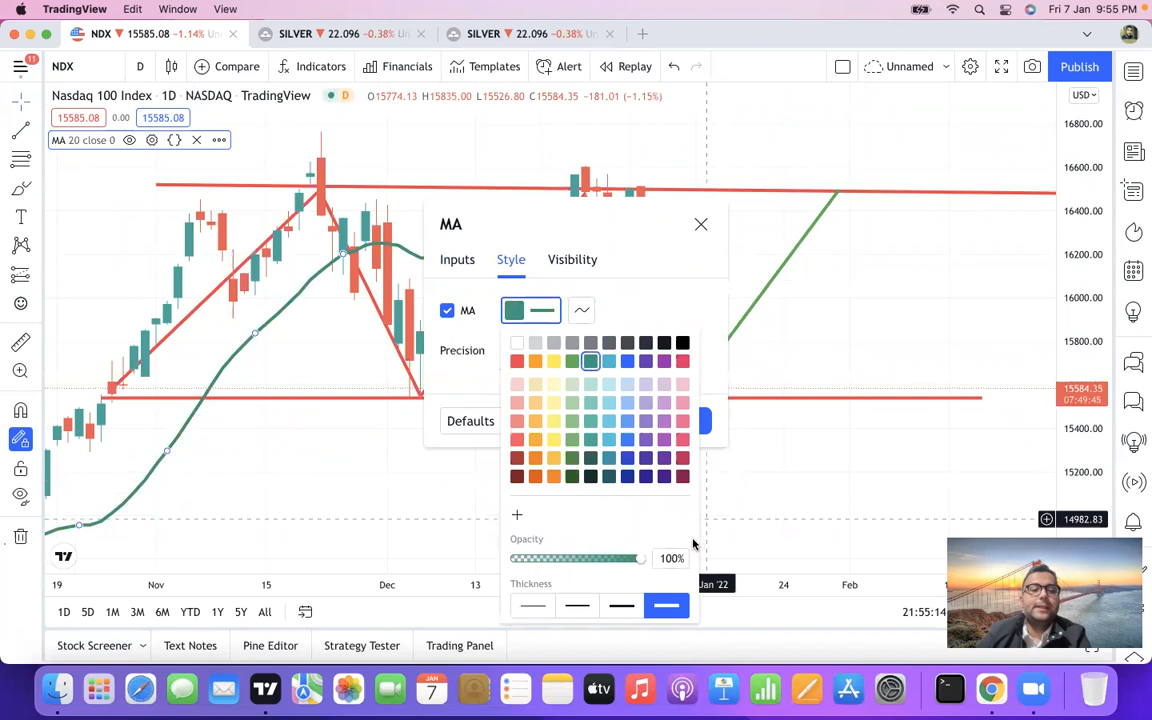 TradingView Edit Window View Fri 7 Jan 9:55 PM
NDX 15585.08 −1.14% SILVER 22.096 −0.38% SILVER 22.096 −0.38%
11
NDX D Compare Indicators Financials Templates Alert Replay Unnamed Publish
Nasdaq 100 Index · 1D · NASDAQ · TradingView D O15774.13 H15835.00 L15526.80 C15584.35 −181.01 (−1.15%) USD
15585.08 0.00 15585.08
MA 20 close 0
16800.00
16600.00
16400.00
16200.00
16000.00
15800.00
15584.35
07:49:45
15400.00
15200.00
14982.83
MA
Inputs Style Visibility
MA
Precision
Defaults
Opacity
100%
Thickness
19 Nov 15 Dec 13 Jan '22 24 Feb
1D 5D 1M 3M 6M YTD 1Y 5Y All 21:55:14
Stock Screener Text Notes Pine Editor Strategy Tester Trading Panel
JAN
7
tv